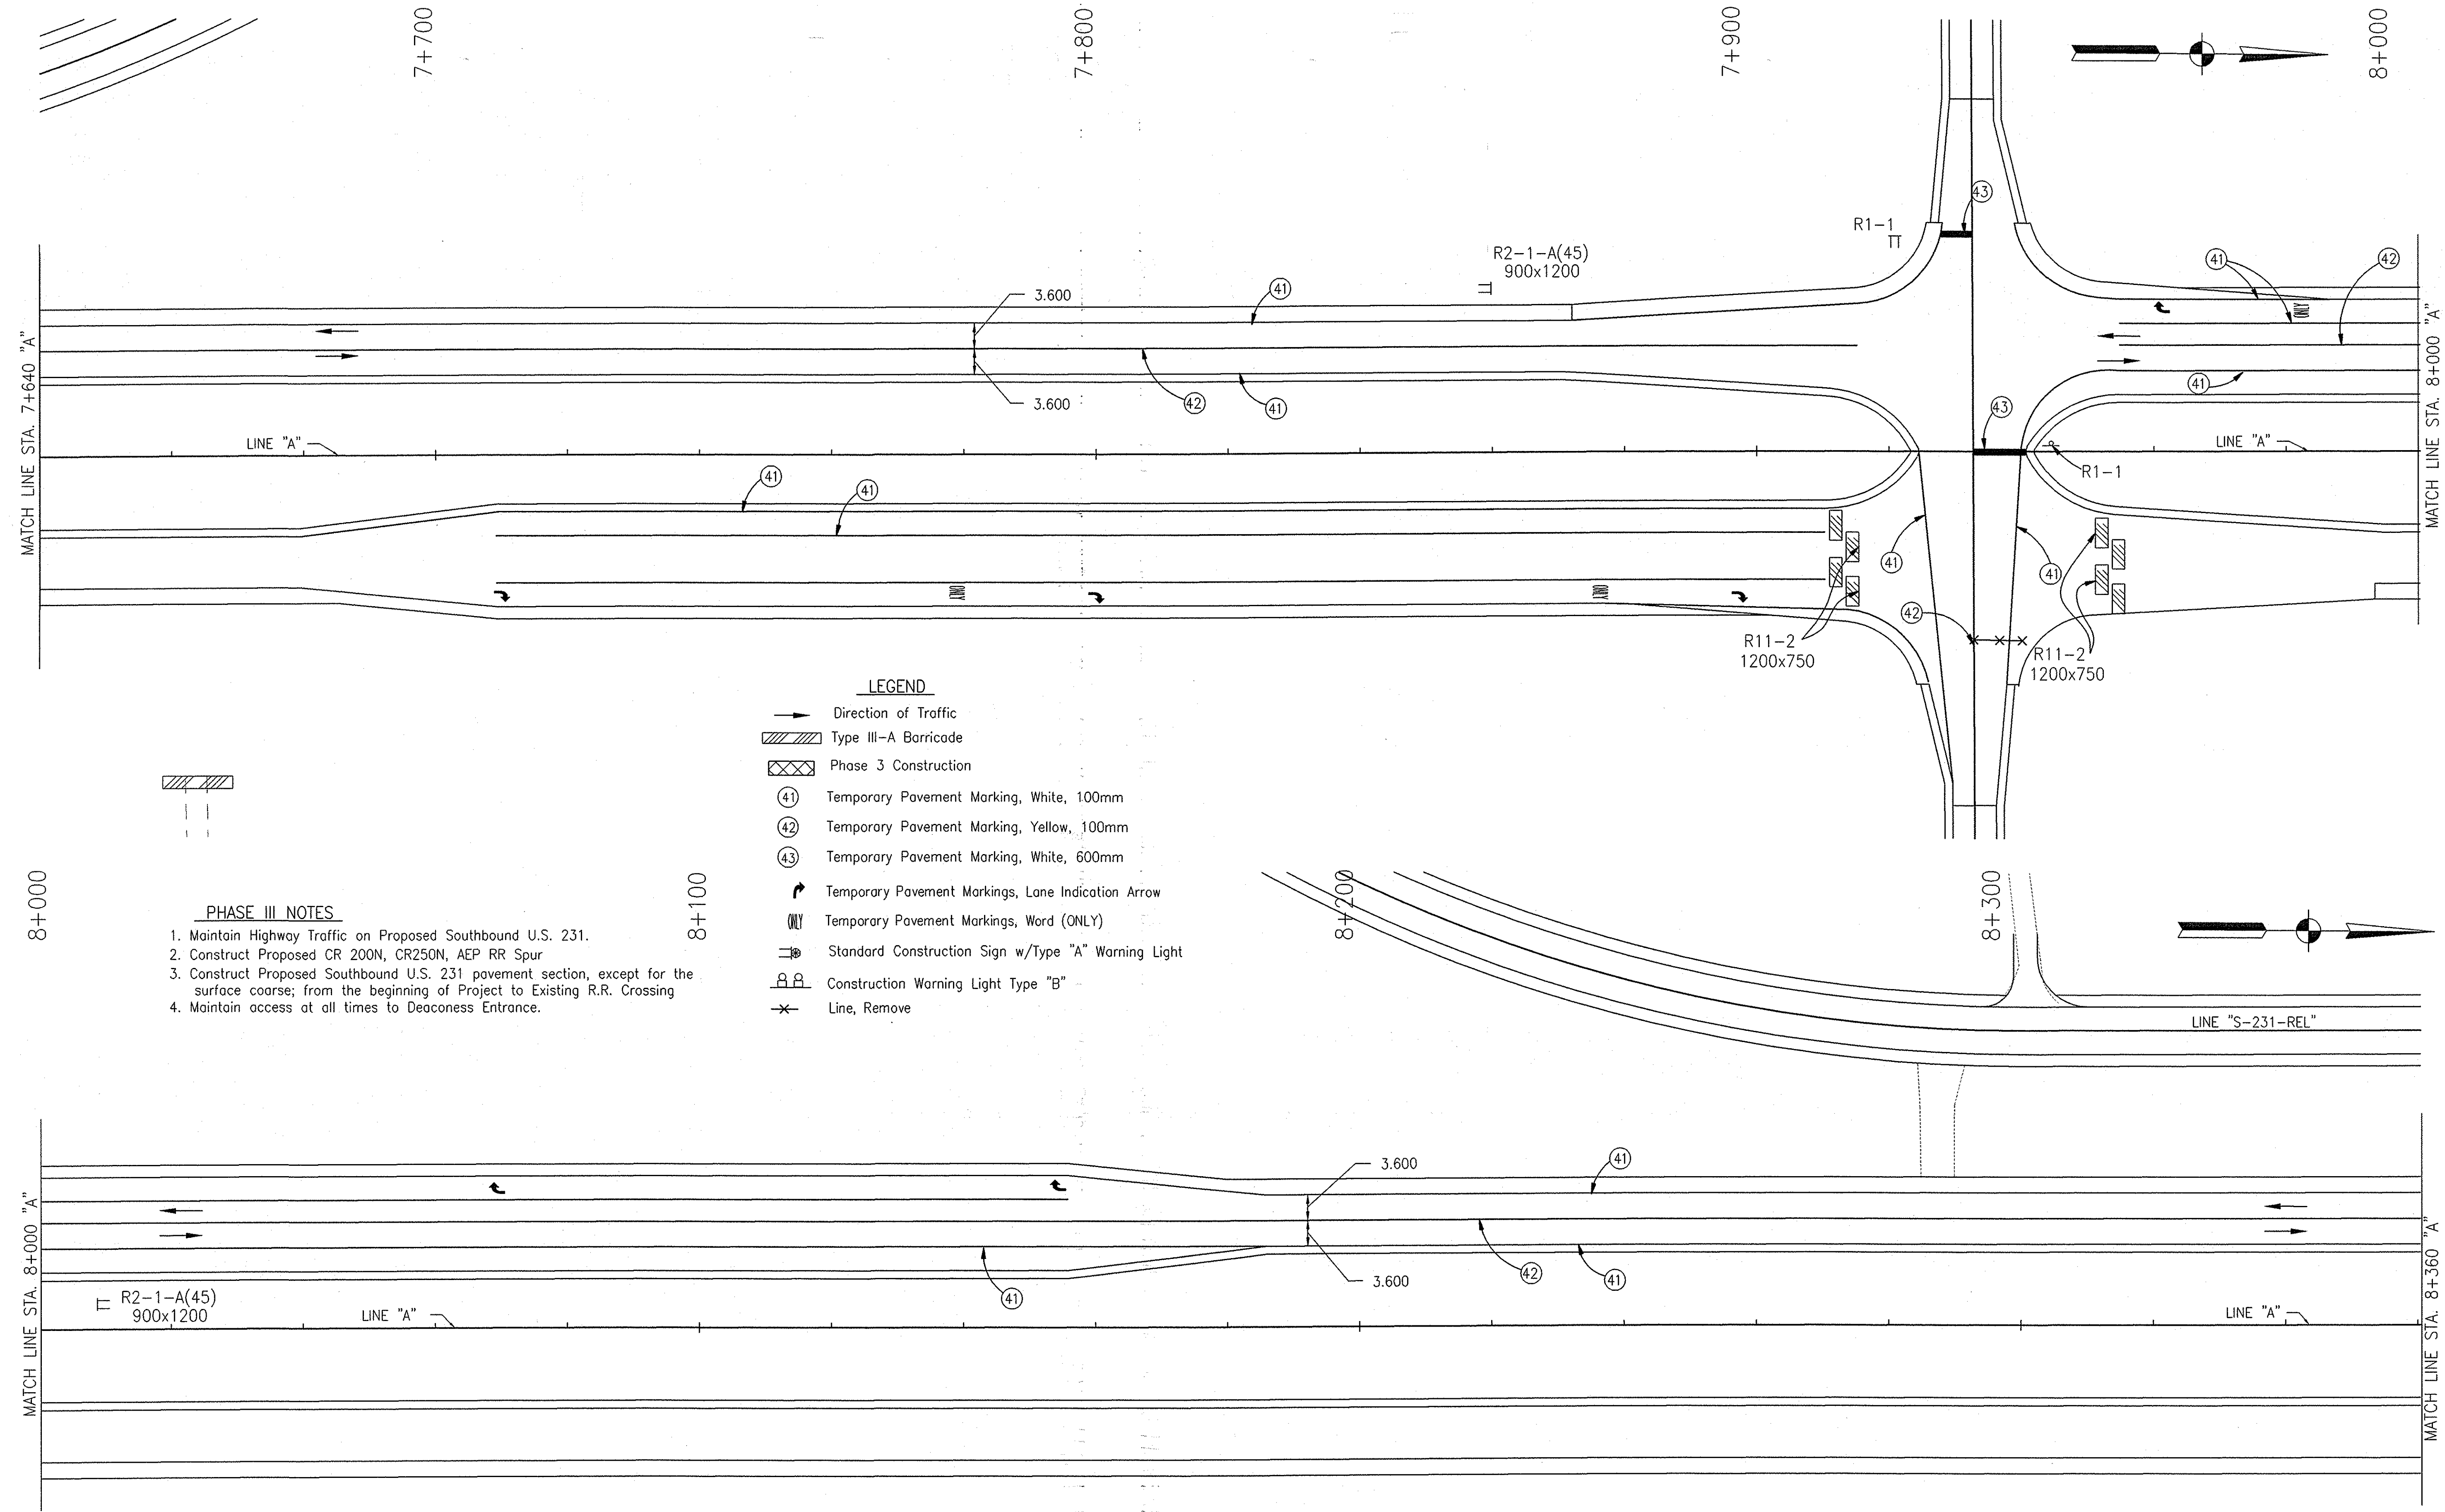 7+700
7+800
7+900
8+000
43
R1-1
R2-1-A(45)
900x1200
41
42
3.600
41
ONLY
MATCH LINE STA. 7+640 "A"
MATCH LINE STA. 8+000 "A"
3.600
42
41
41
43
LINE "A"
LINE "A"
R1-1
41
41
41
41
ONLY
ONLY
42
R11-2
1200x750
R11-2
1200x750
LEGEND
Direction of Traffic
Type III-A Barricade
Phase 3 Construction
41 Temporary Pavement Marking, White, 100mm
42 Temporary Pavement Marking, Yellow, 100mm
43 Temporary Pavement Marking, White, 600mm
Temporary Pavement Markings, Lane Indication Arrow
ONLY Temporary Pavement Markings, Word (ONLY)
Standard Construction Sign w/Type "A" Warning Light
Construction Warning Light Type "B"
Line, Remove
8+000
8+100
8+200
8+300
PHASE III NOTES
1. Maintain Highway Traffic on Proposed Southbound U.S. 231.
2. Construct Proposed CR 200N, CR250N, AEP RR Spur
3. Construct Proposed Southbound U.S. 231 pavement section, except for the
surface coarse; from the beginning of Project to Existing R.R. Crossing
4. Maintain access at all times to Deaconess Entrance.
LINE "S-231-REL"
3.600
41
MATCH LINE STA. 8+000 "A"
MATCH LINE STA. 8+360 "A"
3.600
42
41
41
R2-1-A(45)
900x1200
LINE "A"
LINE "A"